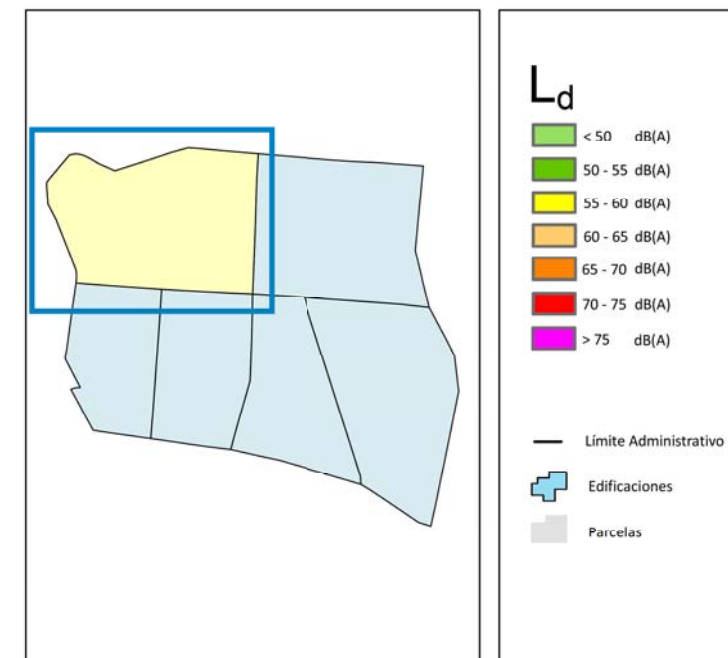 Ld
< 50 dB(A)
50 - 55 dB(A)
55 - 60 dB(A)
60 - 65 dB(A)
65 - 70 dB(A)
70 - 75 dB(A)
> 75 dB(A)
Límite Administrativo
Edificaciones
Parcelas